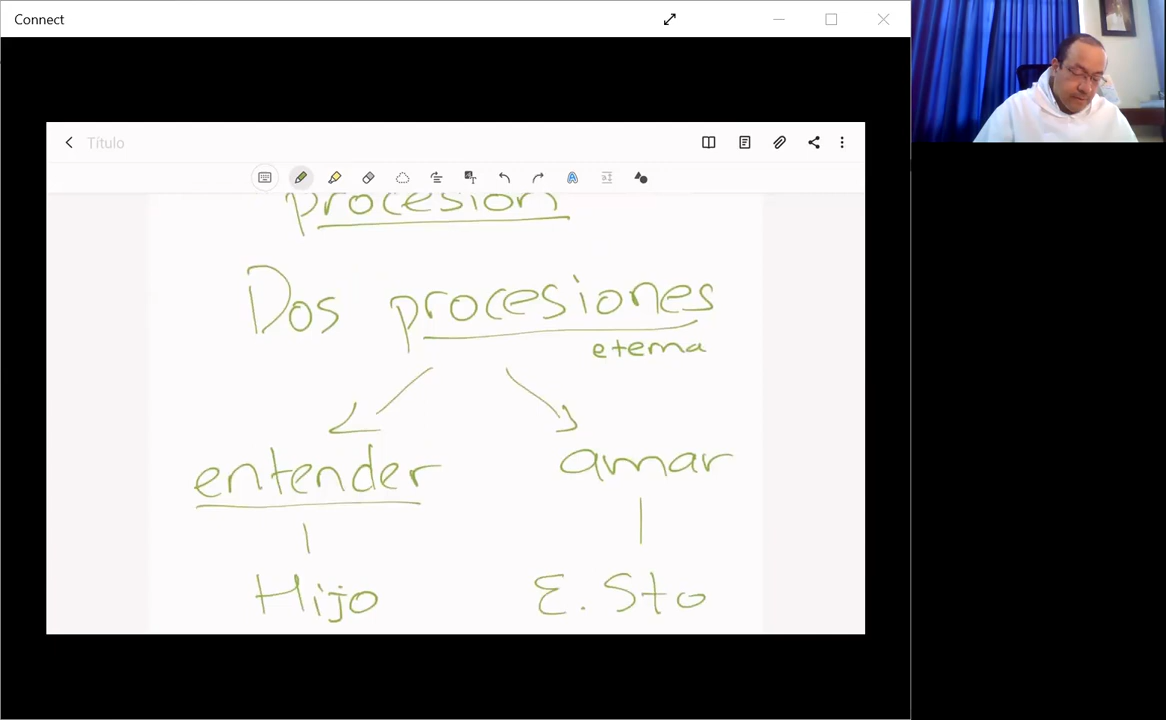 Connect
Título
procesión
Dos procesiones
eterna
entender amar
Hijo E. Sto